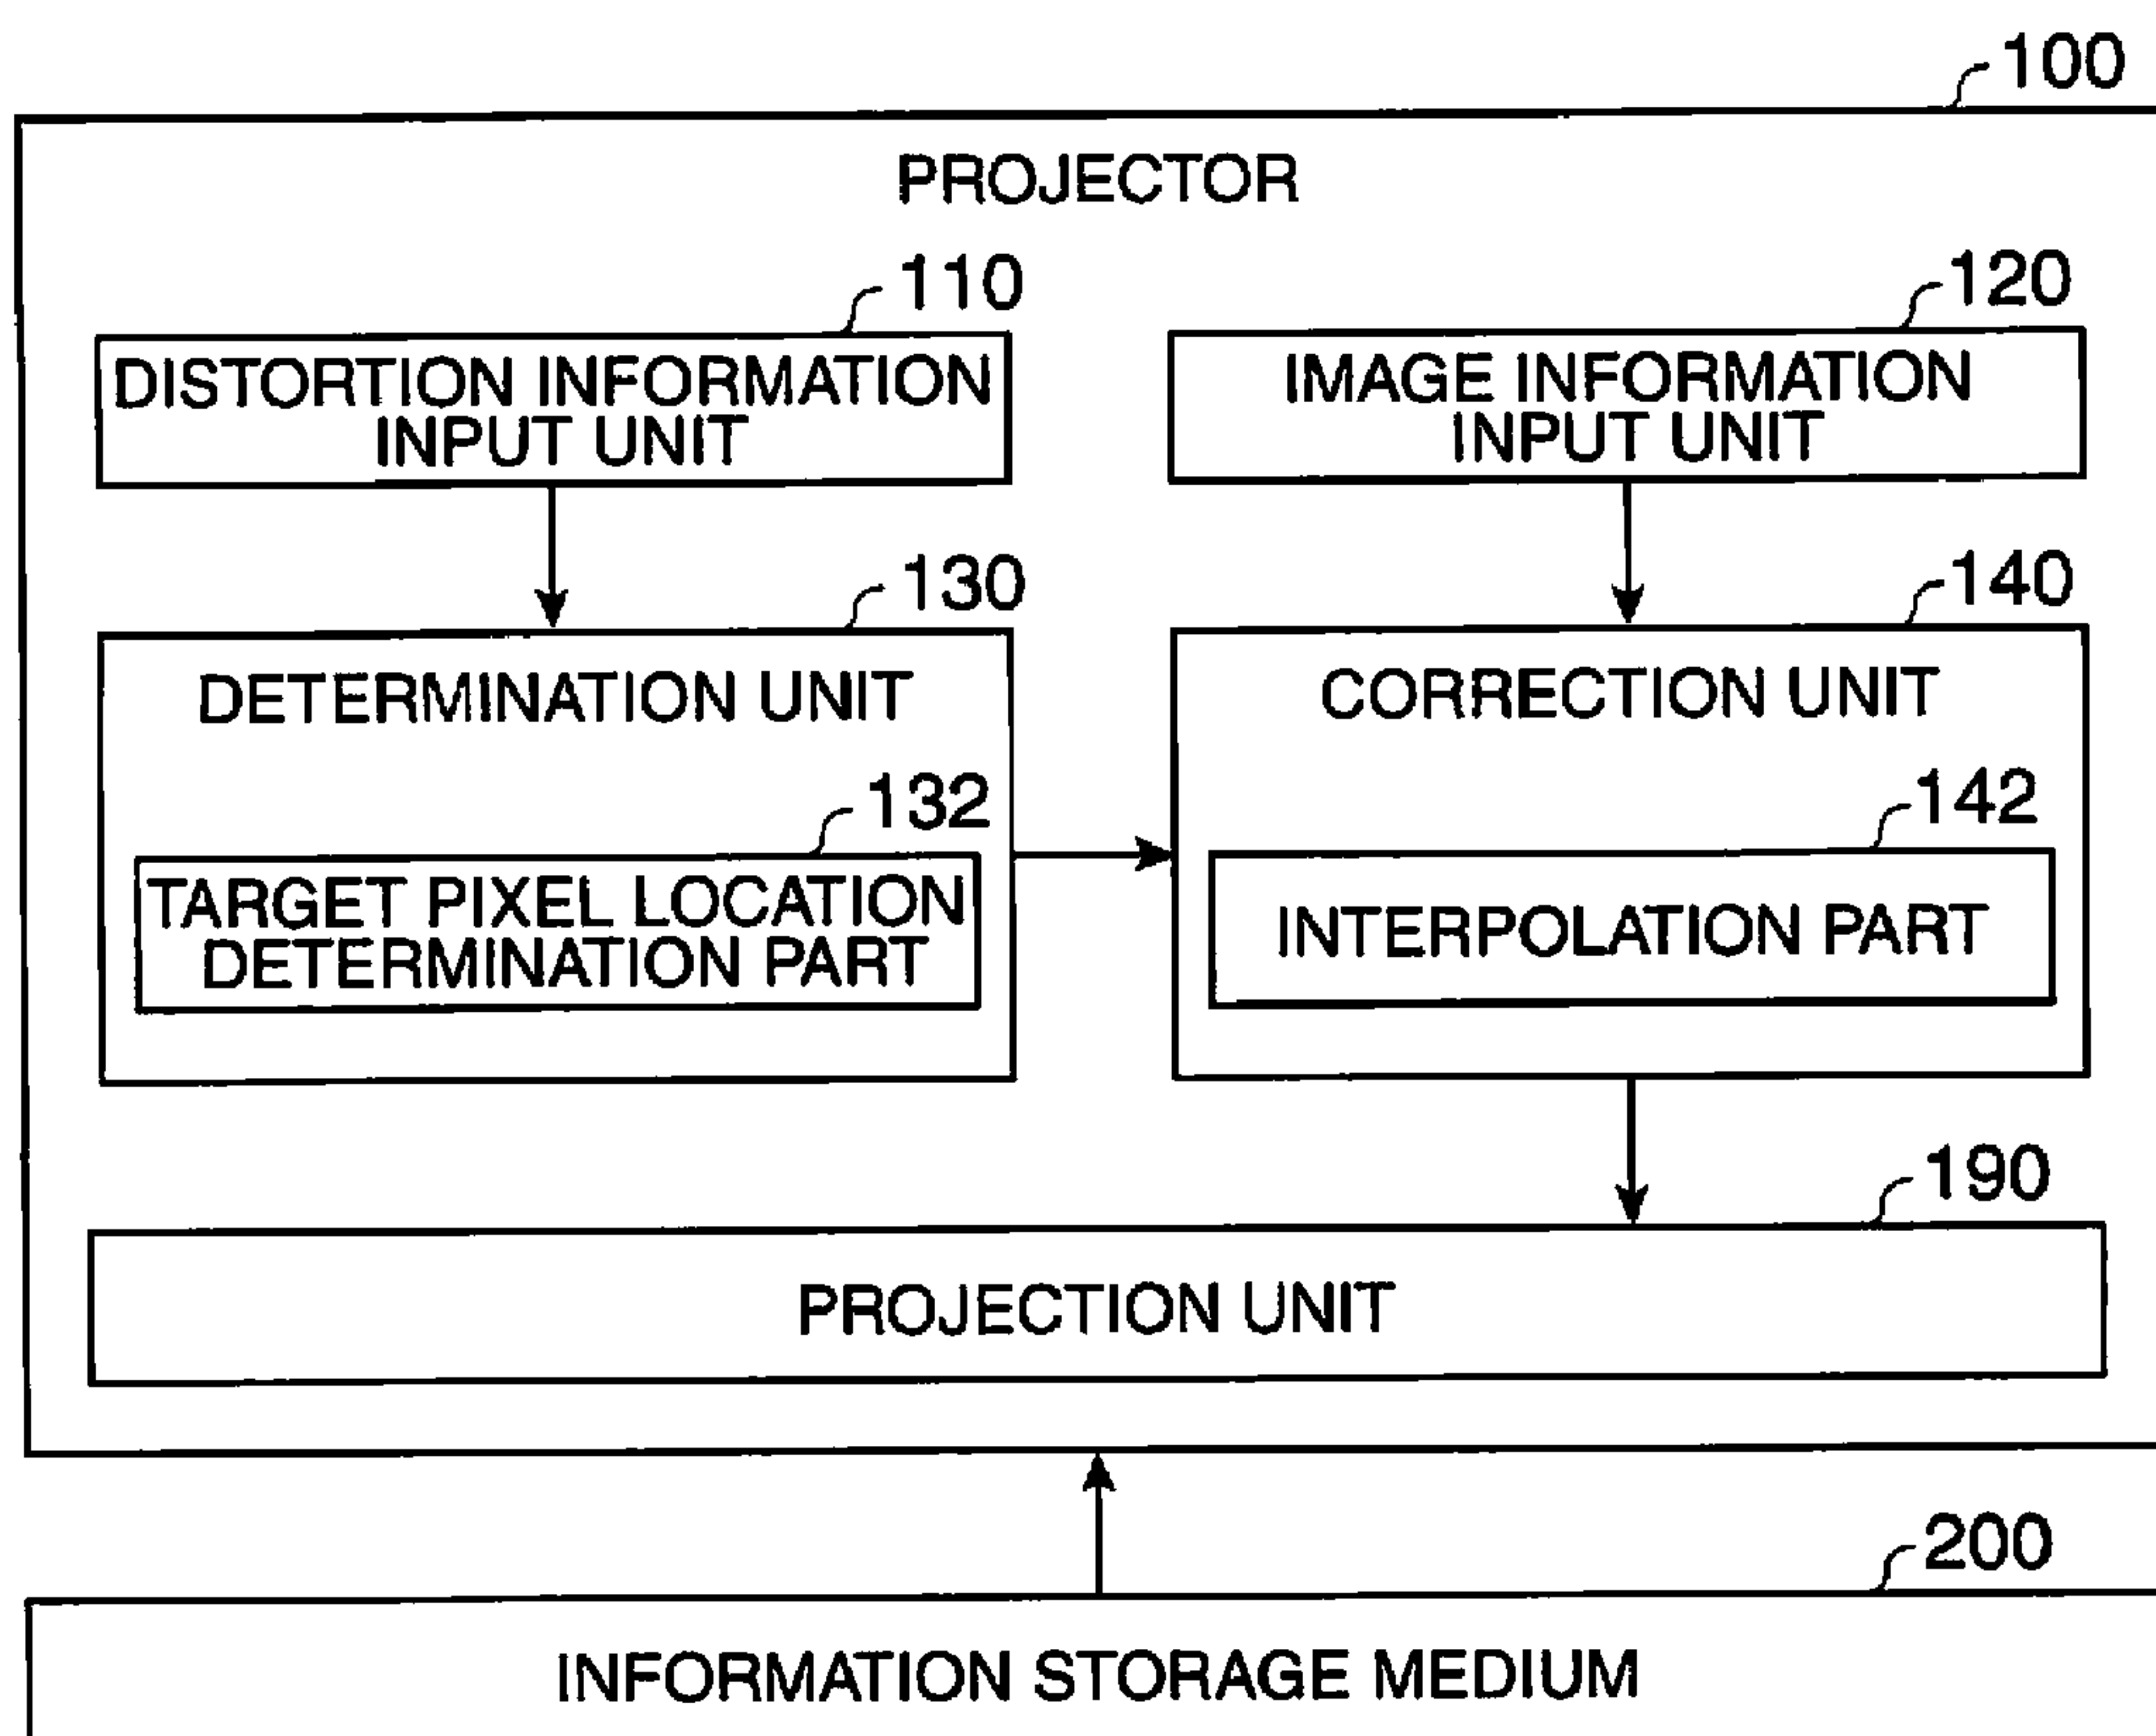 100
PROJECTOR
110
120
DISTORTION INFORMATION
INPUT UNIT
IMAGE INFORMATION
INPUT UNIT
130
140
DETERMINATION UNIT
CORRECTION UNIT
132
142
TARGET PIXEL LOCATION
DETERMINATION PART
INTERPOLATION PART
190
PROJECTION UNIT
200
INFORMATION STORAGE MEDIUM